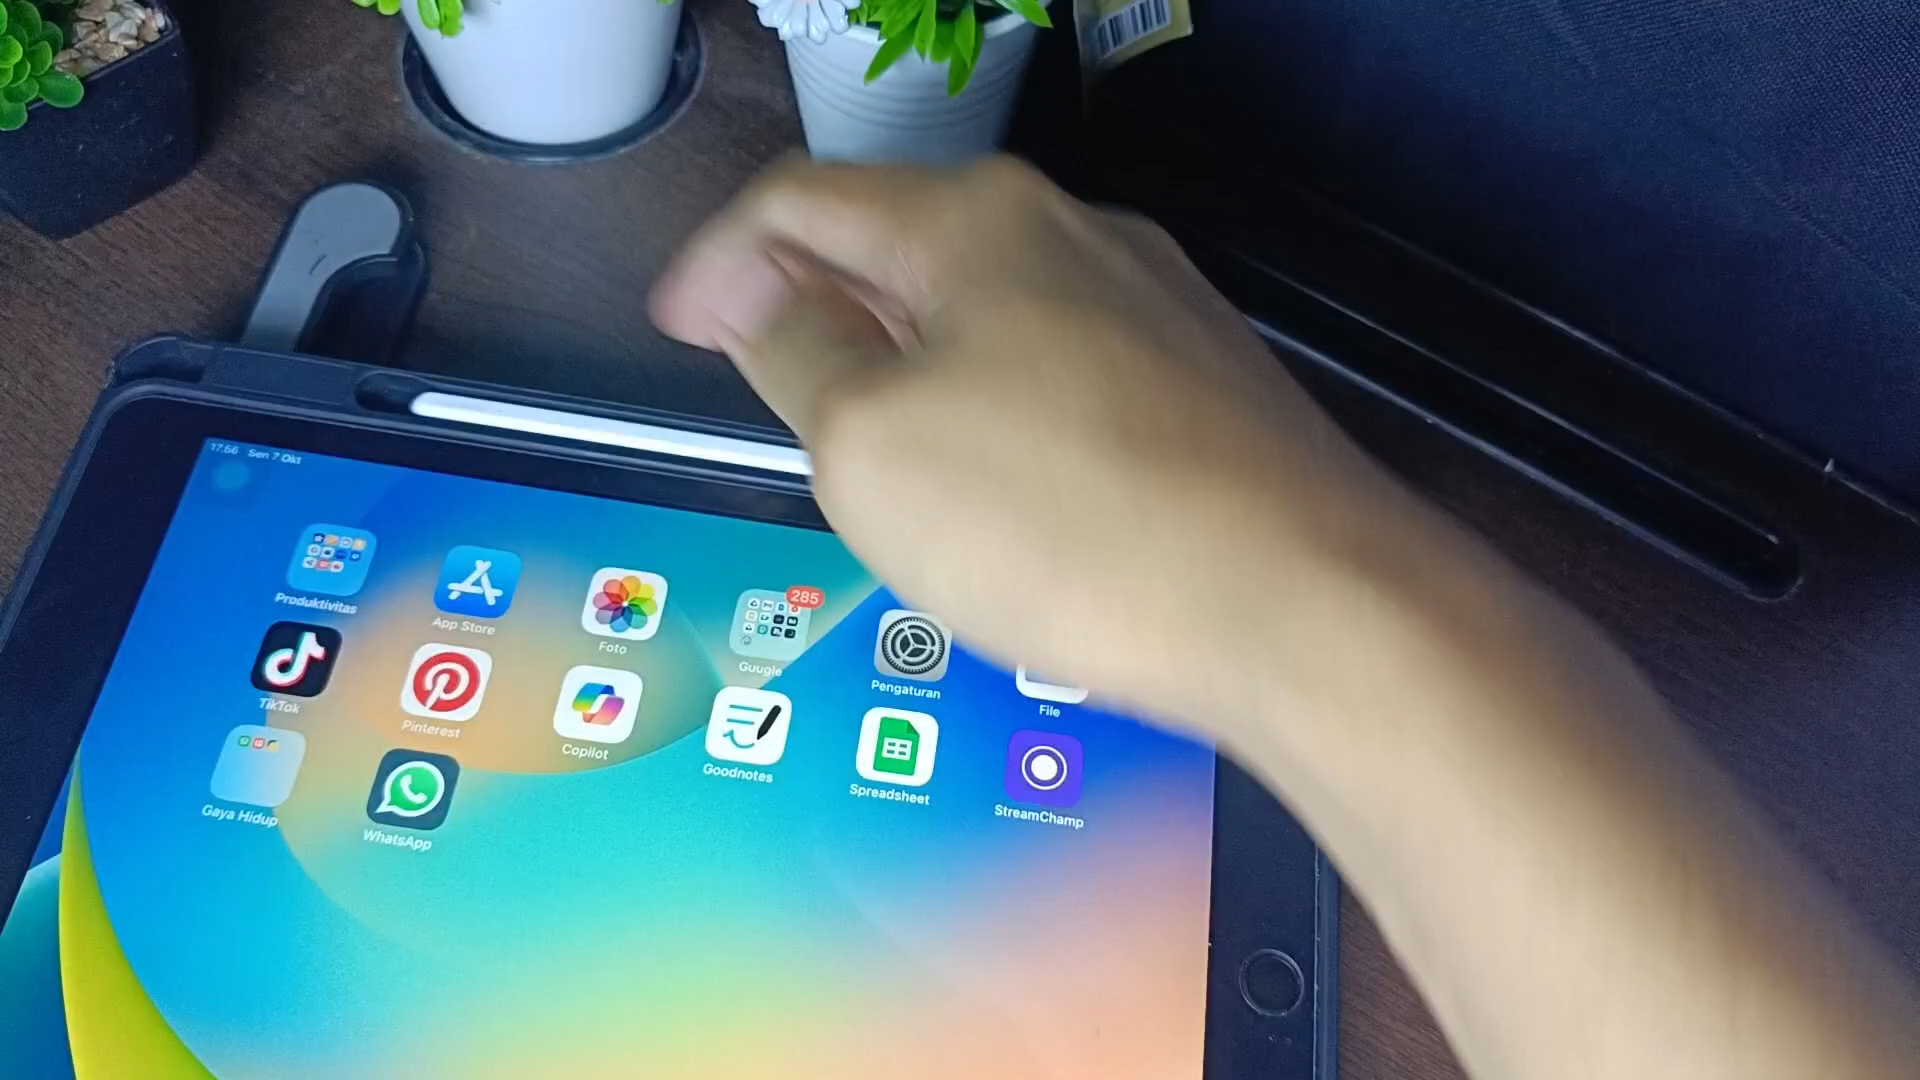 17.56 Sen 7 Okt
Produktivitas
App Store
Foto
285
Guugle
Pengaturan
File
TikTok
Pinterest
Copilot
Goodnotes
Spreadsheet
StreamChamp
Gaya Hidup
WhatsApp